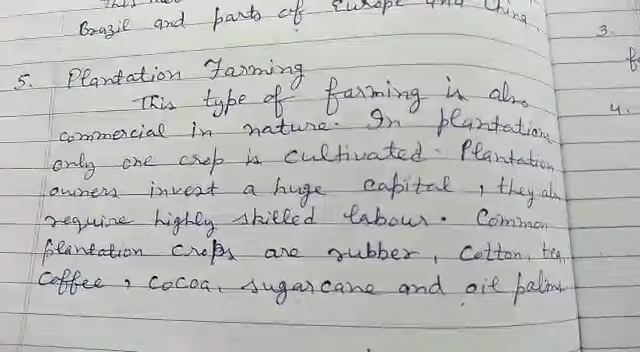 Brazil and parts of Europe and China.
5. Plantation Farming
This type of farming is also
commercial in nature. In plantation
only one crop is cultivated. Plantation
owners invest a huge capital, they also
require highly skilled labour. Common
plantation crops are rubber, cotton, tea,
coffee, cocoa, sugarcane and oil palms
3.
4.